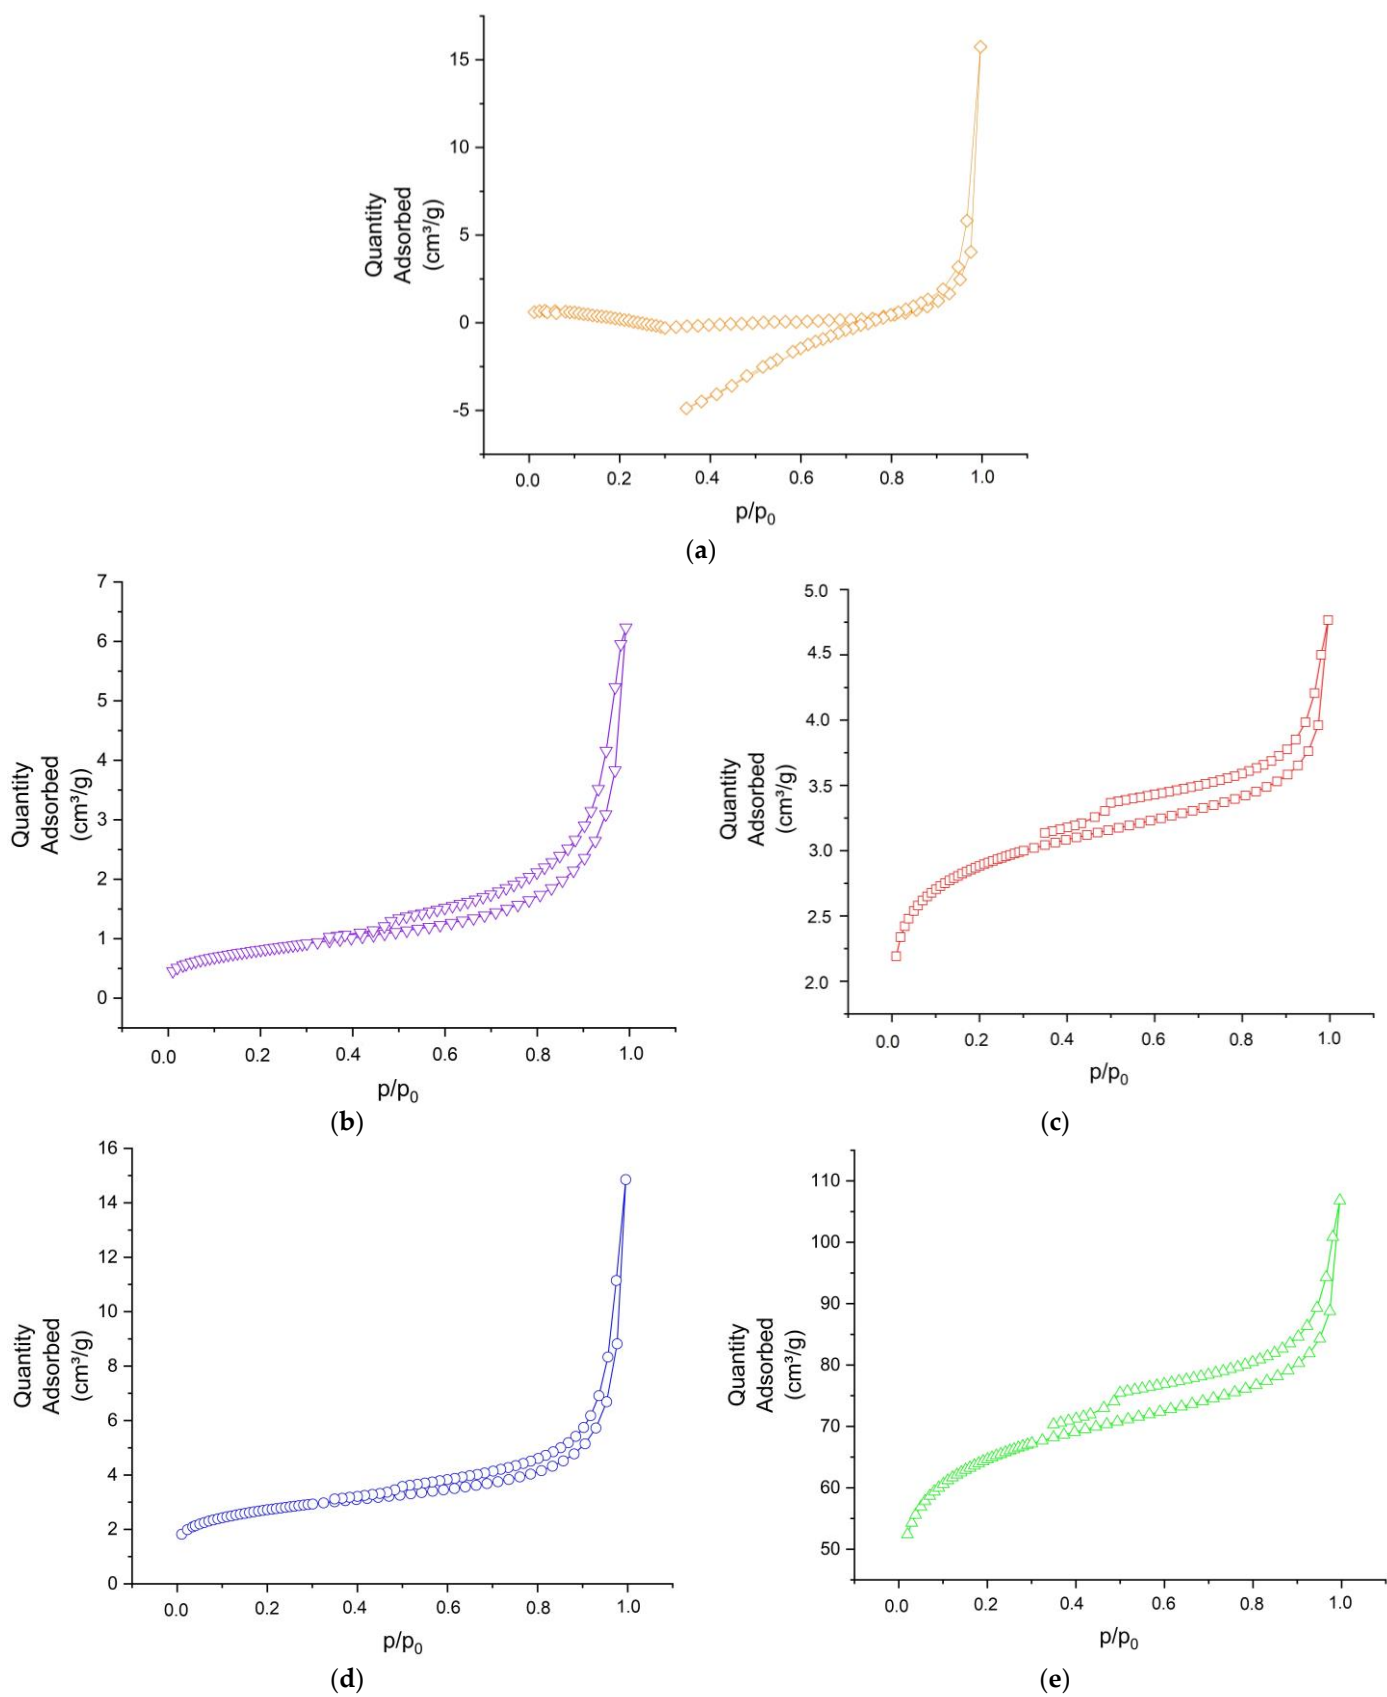 15
10
5
0
-5
Quantity
Adsorbed
(cm³/g)
0.0 0.2 0.4 0.6 0.8 1.0
p/p₀
(a)
7
6
5
4
3
2
1
0
Quantity
Adsorbed
(cm³/g)
0.0 0.2 0.4 0.6 0.8 1.0
p/p₀
(b)
5.0
4.5
4.0
3.5
3.0
2.5
2.0
Quantity
Adsorbed
(cm³/g)
0.0 0.2 0.4 0.6 0.8 1.0
p/p₀
(c)
16
14
12
10
8
6
4
2
0
Quantity
Adsorbed
(cm³/g)
0.0 0.2 0.4 0.6 0.8 1.0
p/p₀
(d)
110
100
90
80
70
60
50
Quantity
Adsorbed
(cm³/g)
0.0 0.2 0.4 0.6 0.8 1.0
p/p₀
(e)